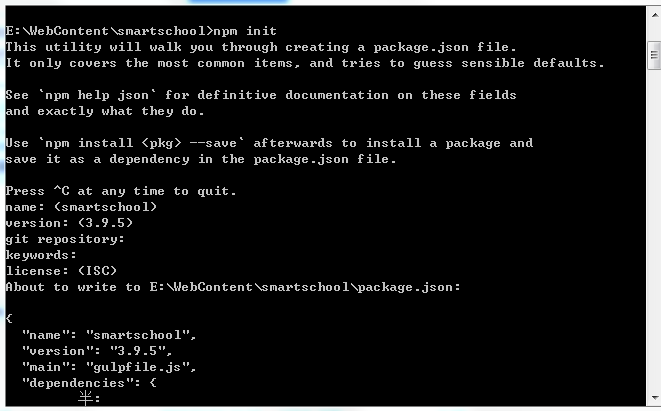 E:\WebContent\smartschool>npm init
This utility will walk you through creating a package.json file.
It only covers the most common items, and tries to guess sensible defaults.
See `npm help json` for definitive documentation on these fields
and exactly what they do.
Use `npm install <pkg> --save` afterwards to install a package and
save it as a dependency in the package.json file.
Press ^C at any time to quit.
name: (smartschool)
version: (3.9.5)
git repository:
keywords:
license: (ISC)
About to write to E:\WebContent\smartschool\package.json:
{
"name": "smartschool",
"version": "3.9.5",
"main": "gulpfile.js",
"dependencies": {
半: